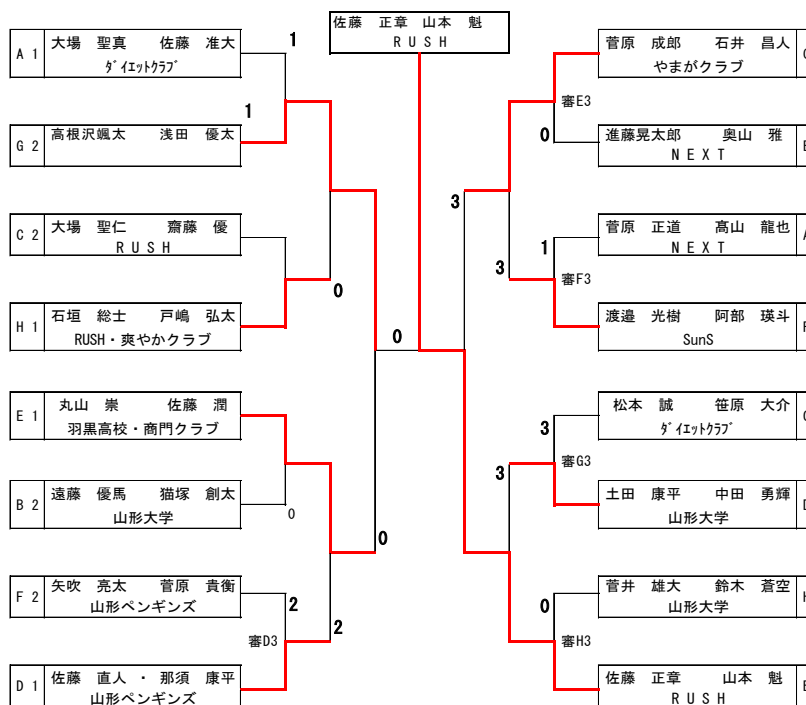 佐藤 正章 山本 魁
RUSH
A 1 大場 聖真 佐藤 准大
ﾀﾞｲｴｯﾄｸﾗﾌﾞ
1
G 2 高根沢颯太 浅田 優太
1
C 2 大場 聖仁 齋藤 優
RUSH
H 1 石垣 総士 戸嶋 弘太
RUSH・爽やかクラブ
0
E 1 丸山 崇 佐藤 潤
羽黒高校・商門クラブ
B 2 遠藤 優馬 猫塚 創太
山形大学
0
0
F 2 矢吹 亮太 菅原 貴衡
山形ペンギンズ
2
審D3
2
D 1 佐藤 直人 ・ 那須 康平
山形ペンギンズ
0
菅原 成郎 石井 昌人
やまがクラブ
審E3
0
進藤晃太郎 奥山 雅
NEXT
3
菅原 正道 髙山 龍也
NEXT
1
審F3
3
渡邉 光樹 阿部 瑛斗
SunS
松本 誠 笹原 大介
ﾀﾞｲｴｯﾄｸﾗﾌﾞ
3
審G3
3
土田 康平 中田 勇輝
山形大学
菅井 雄大 鈴木 蒼空
山形大学
0
審H3
佐藤 正章 山本 魁
RUSH